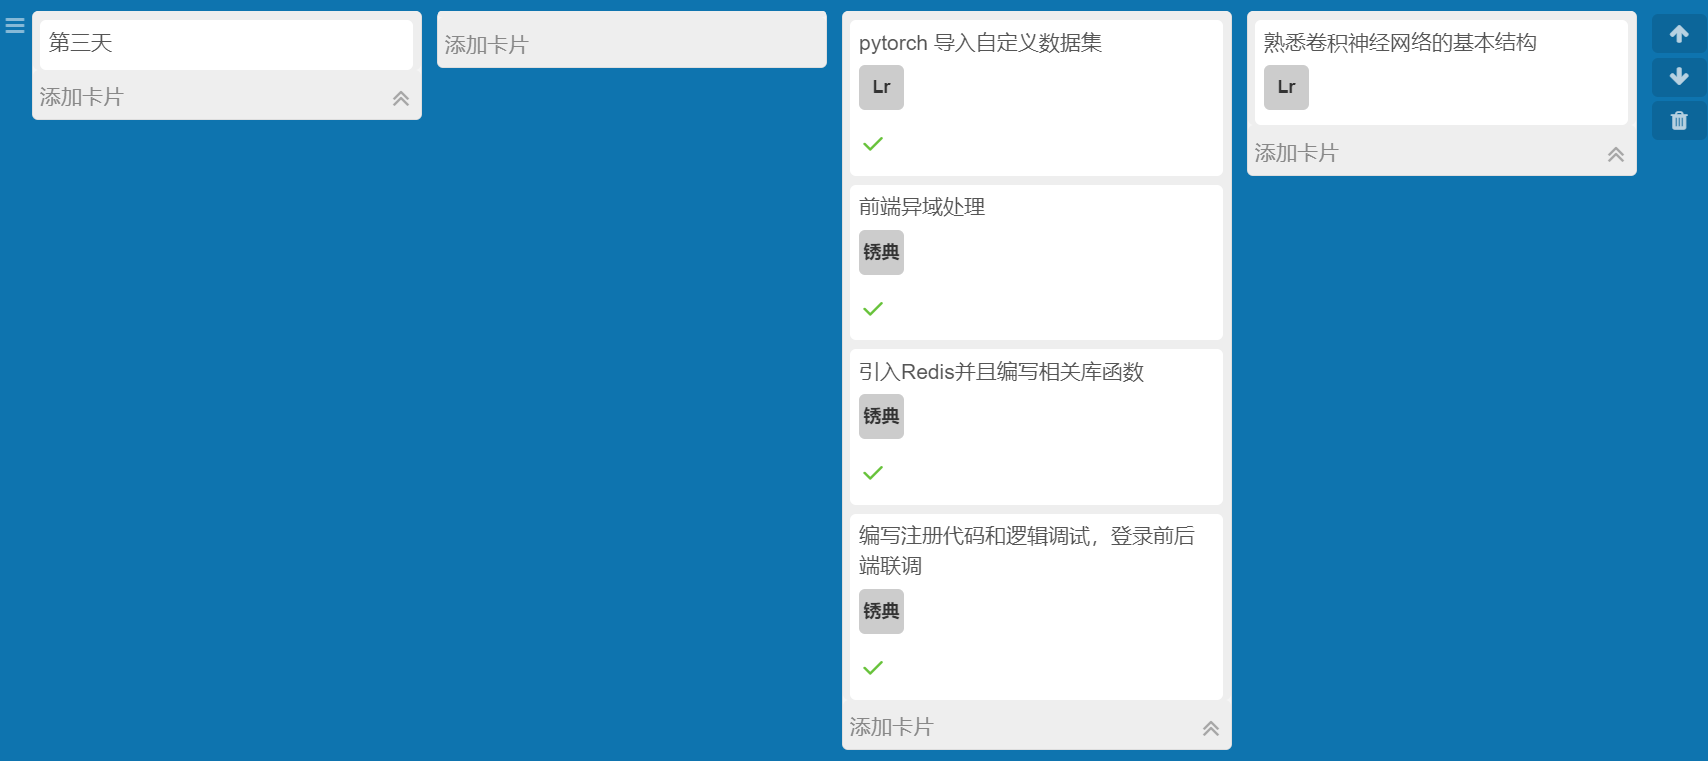 第三天
添加卡片
添加卡片
pytorch 导入自定义数据集
Lr
前端异域处理
锈典
引入Redis并且编写相关库函数
锈典
编写注册代码和逻辑调试，登录前后
端联调
锈典
添加卡片
熟悉卷积神经网络的基本结构
Lr
添加卡片